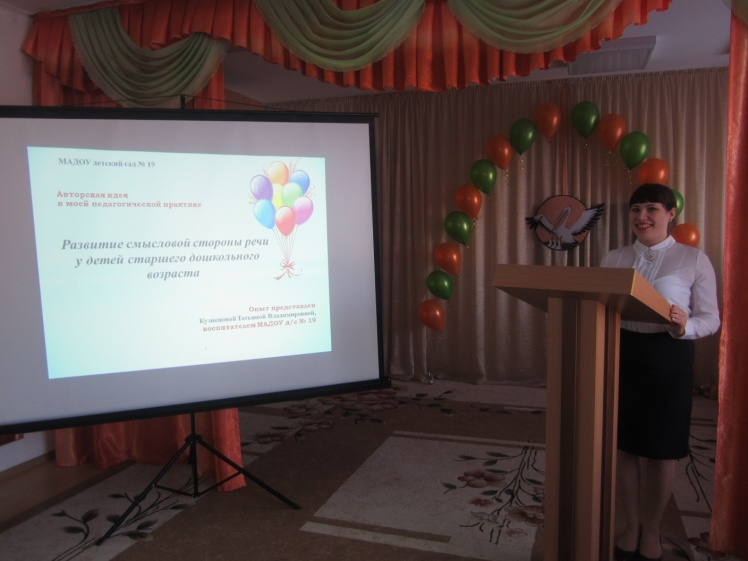 МАДОУ детский сад № 19
Авторская идея
в моей педагогической практике
Развитие смысловой стороны речи
у детей старшего дошкольного
возраста
Опыт представлен
Кузнецовой Татьяной Владимировной,
воспитателем МАДОУ д/с № 19